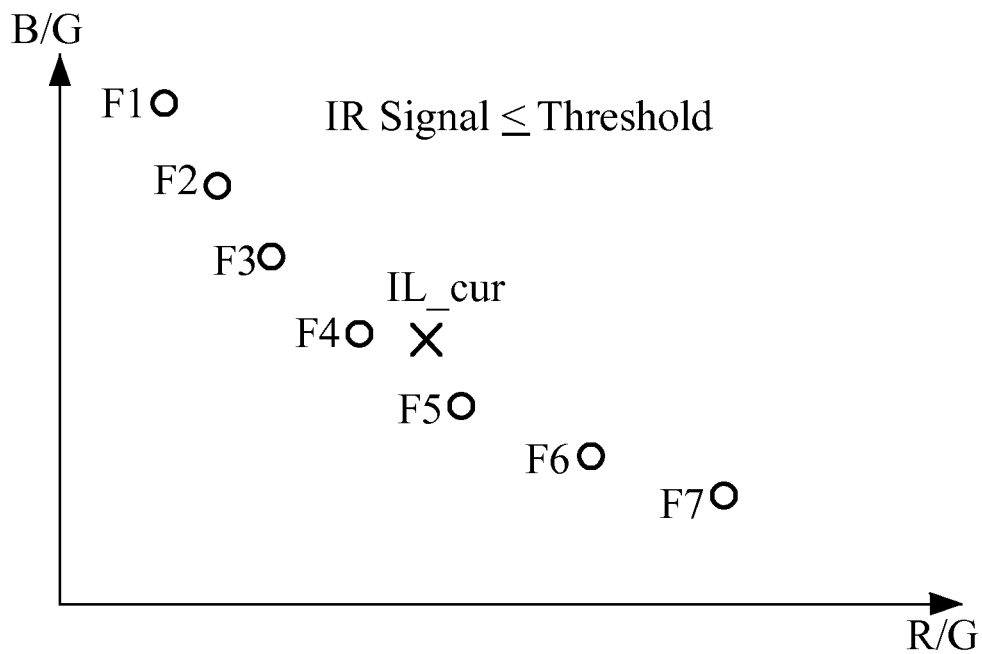 B/G
F1
IR Signal ≤ Threshold
F2
F3
IL_cur
F4
F5
F6
F7
R/G